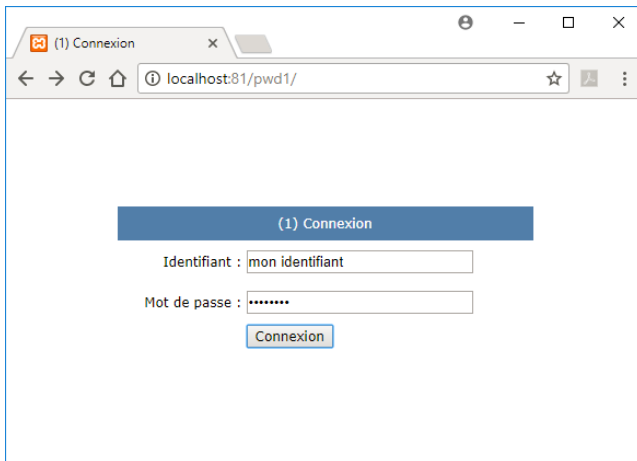 (1) Connexion
localhost:81/pwd1/
(1) Connexion
Identifiant : mon identifiant
Mot de passe : ••••••••
Connexion